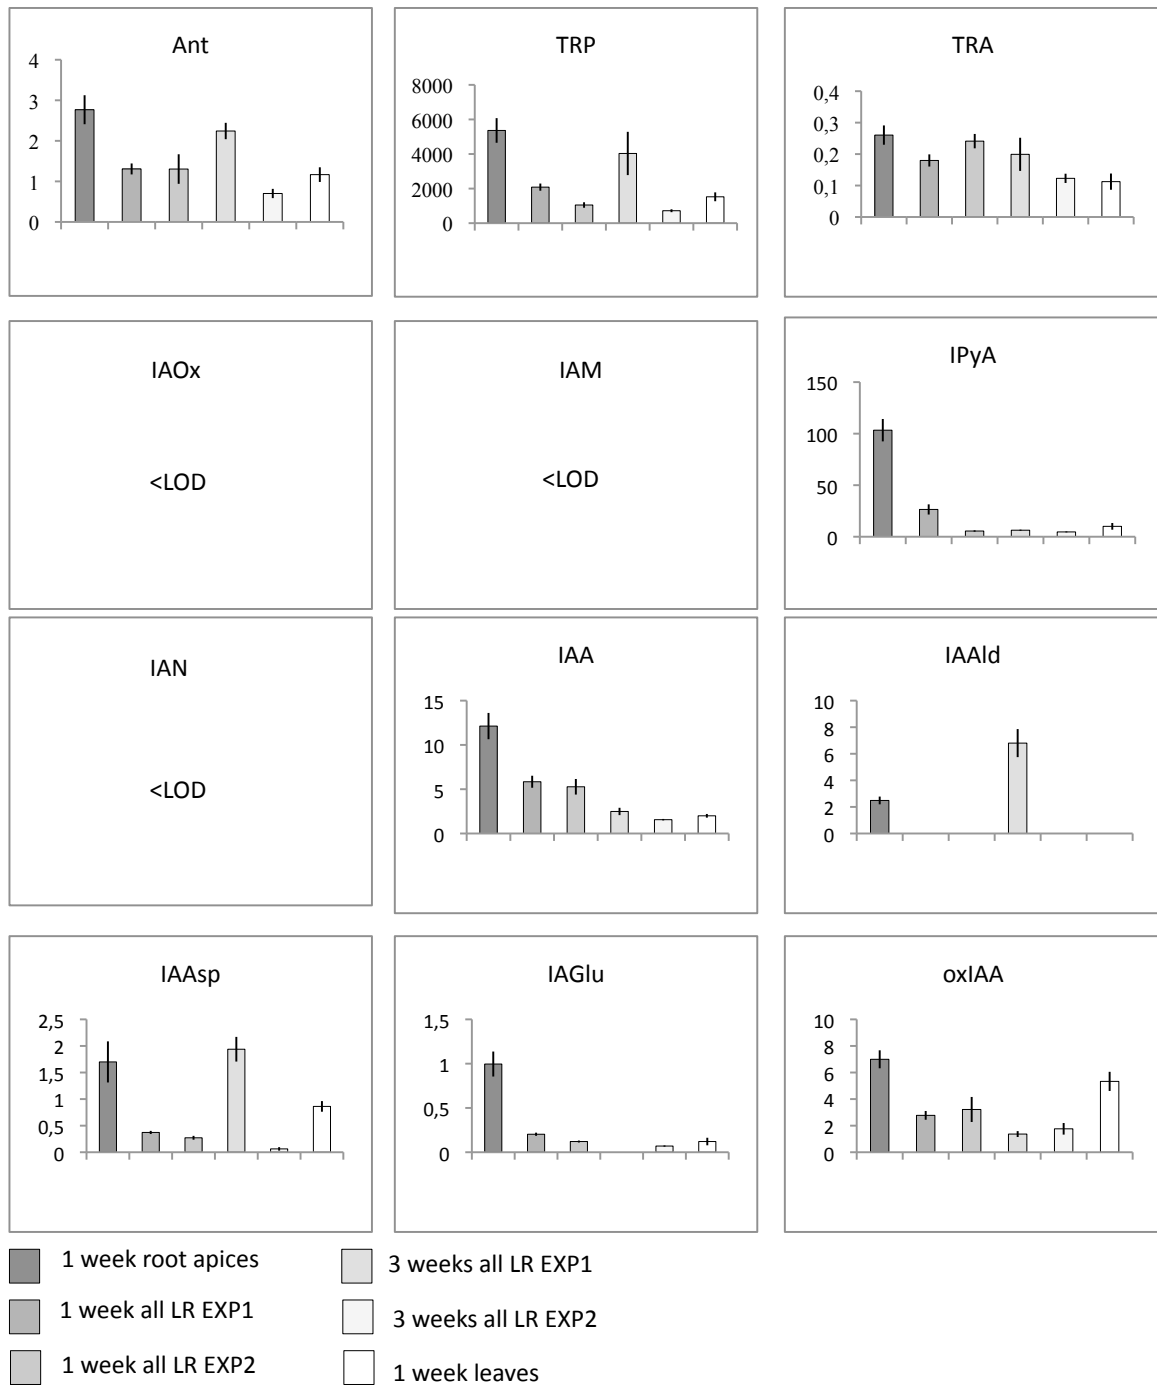 Ant
4
3
2
1
0
TRP
8000
6000
4000
2000
0
TRA
0,4
0,3
0,2
0,1
0
IAOx
<LOD
IAM
<LOD
IPyA
150
100
50
0
IAN
<LOD
IAA
15
10
5
0
IAAld
10
8
6
4
2
0
IAAsp
2,5
2
1,5
1
0,5
0
IAGlu
1,5
1
0,5
0
oxIAA
10
8
6
4
2
0
1 week root apices
1 week all LR EXP1
1 week all LR EXP2
3 weeks all LR EXP1
3 weeks all LR EXP2
1 week leaves